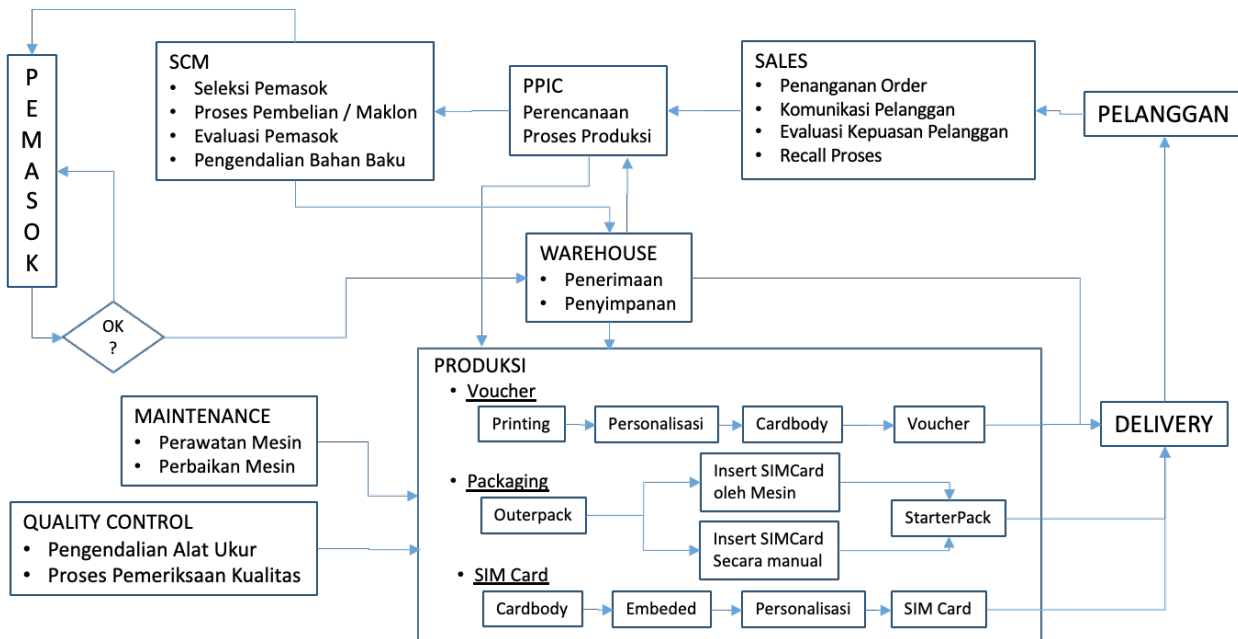 PEMASOK
SCM
• Seleksi Pemasok
• Proses Pembelian / Maklon
• Evaluasi Pemasok
• Pengendalian Bahan Baku
PPIC
Perencanaan
Proses Produksi
SALES
• Penanganan Order
• Komunikasi Pelanggan
• Evaluasi Kepuasan Pelanggan
• Recall Proses
PELANGGAN
WAREHOUSE
• Penerimaan
• Penyimpanan
OK
?
MAINTENANCE
• Perawatan Mesin
• Perbaikan Mesin
QUALITY CONTROL
• Pengendalian Alat Ukur
• Proses Pemeriksaan Kualitas
PRODUKSI
• Voucher
Printing
Personalisasi
Cardbody
Voucher
• Packaging
Outerpack
Insert SIMCard
oleh Mesin
Insert SIMCard
Secara manual
StarterPack
• SIM Card
Cardbody
Embeded
Personalisasi
SIM Card
DELIVERY